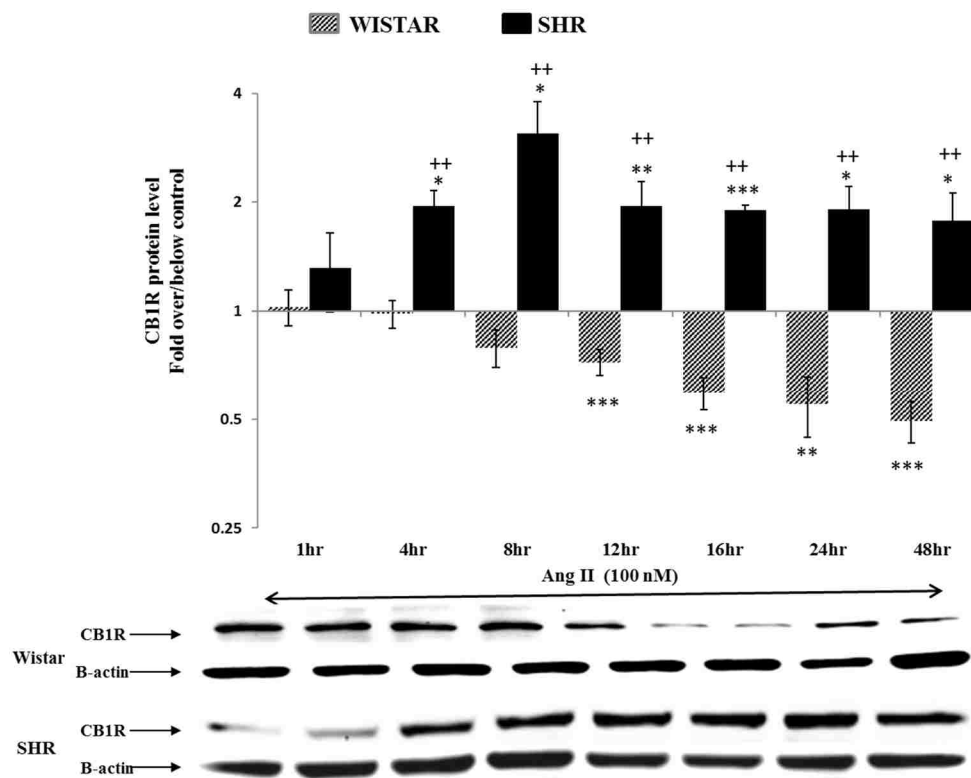 WISTAR SHR
CB1R protein level
Fold over/below control
4
2
1
0.5
0.25
++
*
++
*
++
**
++
***
++
*
++
*
***
***
**
***
1hr 4hr 8hr 12hr 16hr 24hr 48hr
Ang II (100 nM)
CB1R
Wistar
B-actin
CB1R
SHR
B-actin